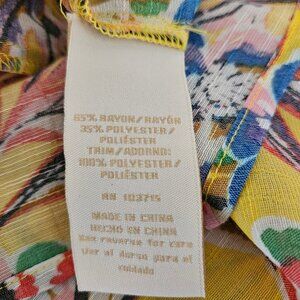 65% RAYON/RAYÓN
35% POLYESTER/
POLIÉSTER
TRIM/ADORNO:
100% POLYESTER/
POLIÉSTER
RN 103715
MADE IN CHINA
HECHO EN CHINA
See reverse for care
Ver el dorso para el
cuidado